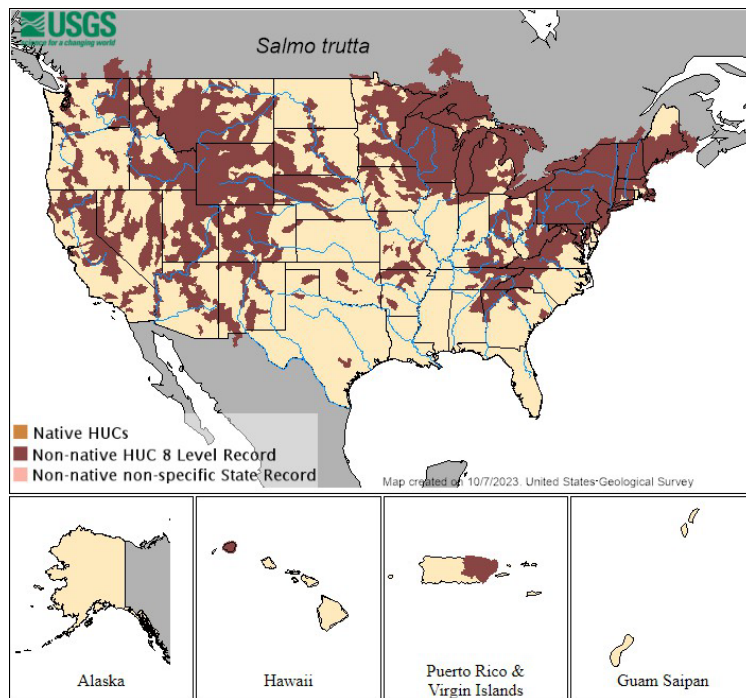 USGS
science for a changing world
Salmo trutta
Native HUCs
Non-native HUC 8 Level Record
Non-native non-specific State Record
Map created on 10/7/2023. United States Geological Survey
Alaska
Hawaii
Puerto Rico &
Virgin Islands
Guam Saipan